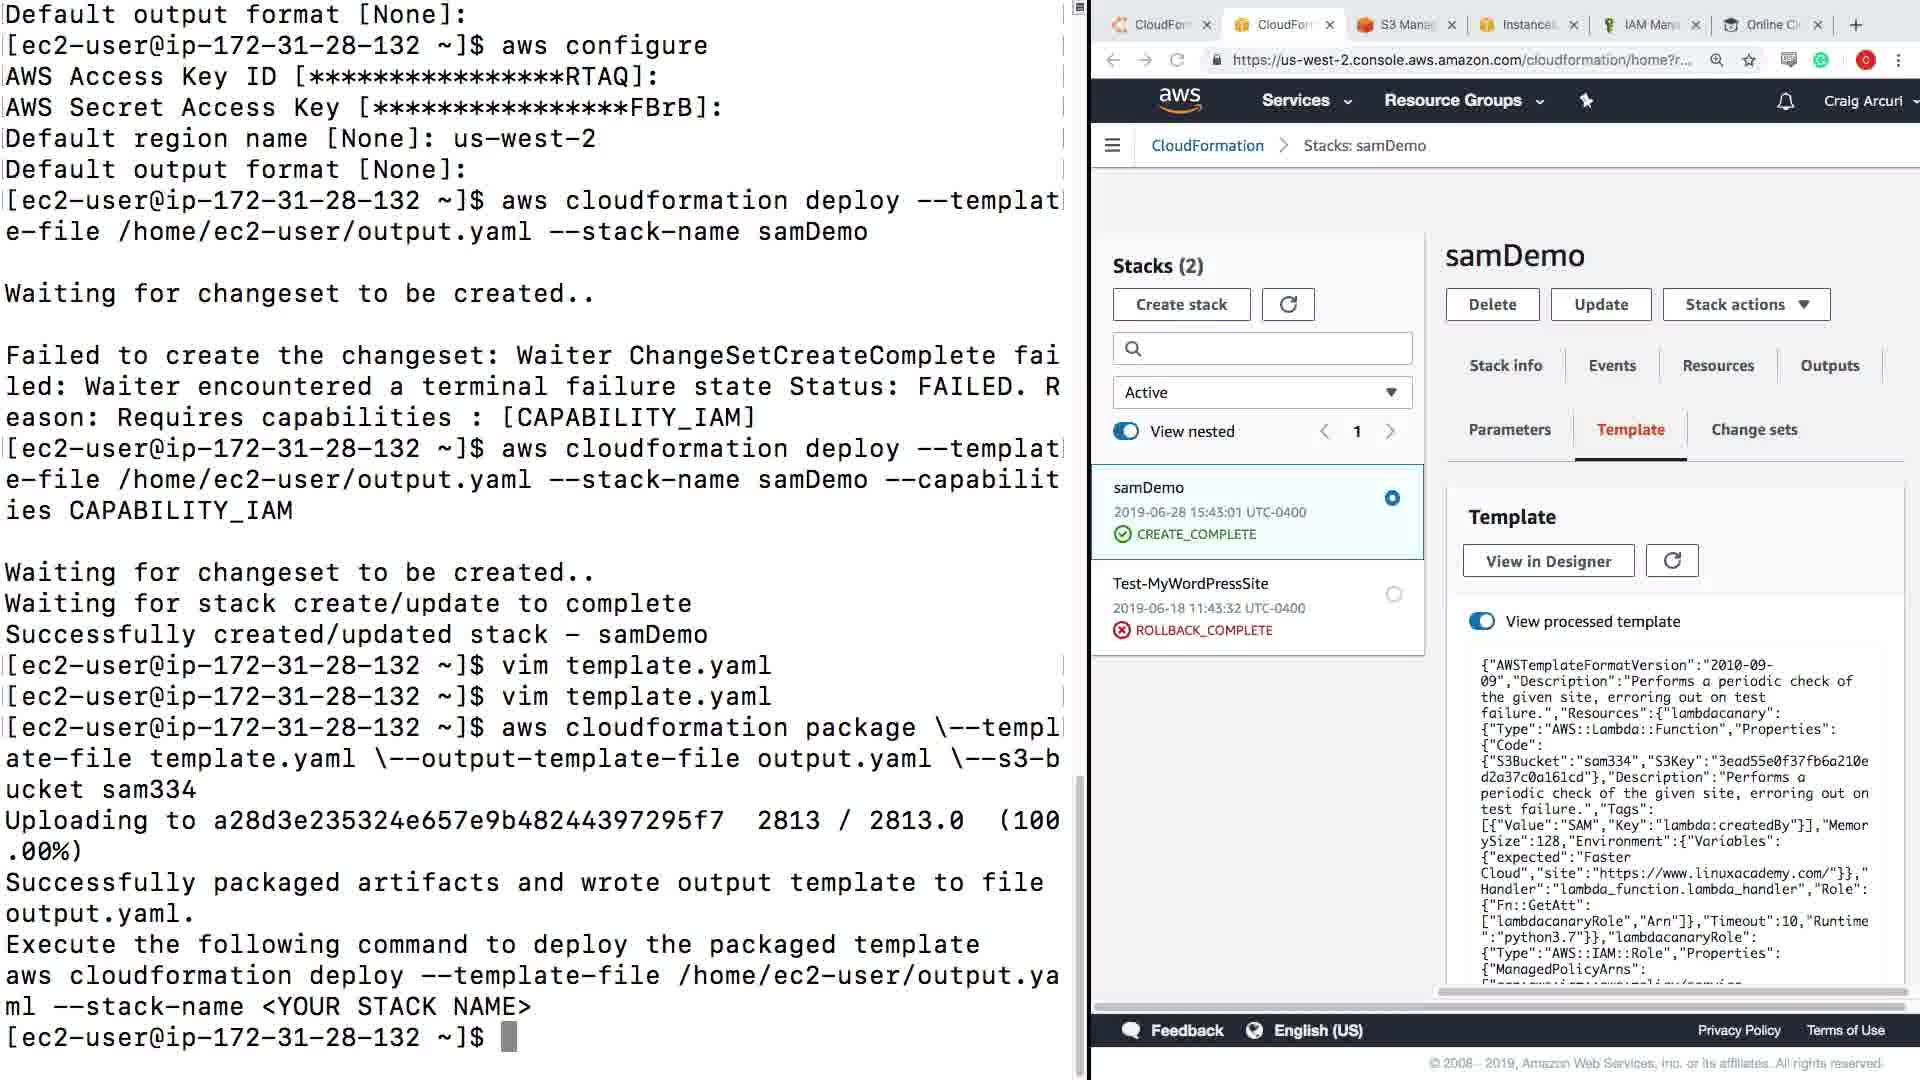 Default output format [None]:
[ec2-user@ip-172-31-28-132 ~]$ aws configure
AWS Access Key ID [****************RTAQ]:
AWS Secret Access Key [****************FBrB]:
Default region name [None]: us-west-2
Default output format [None]:
[ec2-user@ip-172-31-28-132 ~]$ aws cloudformation deploy --templat
e-file /home/ec2-user/output.yaml --stack-name samDemo
Waiting for changeset to be created..
Failed to create the changeset: Waiter ChangeSetCreateComplete fai
led: Waiter encountered a terminal failure state Status: FAILED. R
eason: Requires capabilities : [CAPABILITY_IAM]
[ec2-user@ip-172-31-28-132 ~]$ aws cloudformation deploy --templat
e-file /home/ec2-user/output.yaml --stack-name samDemo --capabilit
ies CAPABILITY_IAM
Waiting for changeset to be created..
Waiting for stack create/update to complete
Successfully created/updated stack - samDemo
[ec2-user@ip-172-31-28-132 ~]$ vim template.yaml
[ec2-user@ip-172-31-28-132 ~]$ vim template.yaml
[ec2-user@ip-172-31-28-132 ~]$ aws cloudformation package \--templ
ate-file template.yaml \--output-template-file output.yaml \--s3-b
ucket sam334
Uploading to a28d3e235324e657e9b48244397295f7  2813 / 2813.0  (100
.00%)
Successfully packaged artifacts and wrote output template to file
output.yaml.
Execute the following command to deploy the packaged template
aws cloudformation deploy --template-file /home/ec2-user/output.ya
ml --stack-name <YOUR STACK NAME>
[ec2-user@ip-172-31-28-132 ~]$
CloudForm CloudForm S3 Mana Instances IAM Mana Online Cl
https://us-west-2.console.aws.amazon.com/cloudformation/home?r...
aws Services Resource Groups Craig Arcuri
CloudFormation > Stacks: samDemo
Stacks (2)
Create stack
Active
View nested 1
samDemo
2019-06-28 15:43:01 UTC-0400
CREATE_COMPLETE
Test-MyWordPressSite
2019-06-18 11:43:32 UTC-0400
ROLLBACK_COMPLETE
samDemo
Delete Update Stack actions
Stack info Events Resources Outputs
Parameters Template Change sets
Template
View in Designer
View processed template
{"AWSTemplateFormatVersion":"2010-09-
09","Description":"Performs a periodic check of
the given site, erroring out on test
failure.","Resources":{"lambdacanary":
{"Type":"AWS::Lambda::Function","Properties":
{"Code":
{"S3Bucket":"sam334","S3Key":"3ead55e0f37fb6a210e
d2a37c0a161cd"},"Description":"Performs a
periodic check of the given site, erroring out on
test failure.","Tags":
[{"Value":"SAM","Key":"lambda:createdBy"}],"Memor
ySize":128,"Environment":{"Variables":
{"expected":"Faster
Cloud","site":"https://www.linuxacademy.com/"}},"
Handler":"lambda_function.lambda_handler","Role":
{"Fn::GetAtt":
["lambdacanaryRole","Arn"]},"Timeout":10,"Runtime
":"python3.7"}},"lambdacanaryRole":
{"Type":"AWS::IAM::Role","Properties":
{"ManagedPolicyArns":
Feedback English (US) Privacy Policy Terms of Use
© 2008 - 2019, Amazon Web Services, Inc. or its affiliates. All rights reserved.